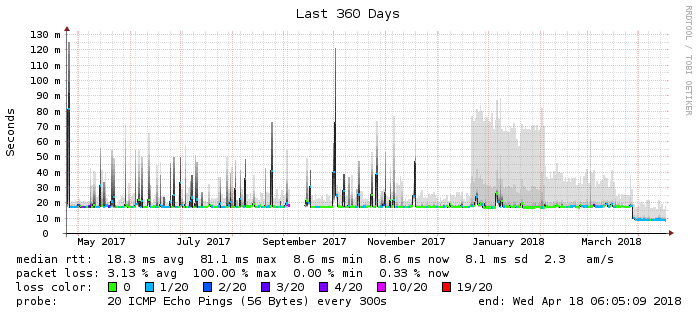 Last 360 Days
RRDTOOL / TOBI OETIKER
Seconds
130 m
120 m
110 m
100 m
90 m
80 m
70 m
60 m
50 m
40 m
30 m
20 m
10 m
0
May 2017 July 2017 September 2017 November 2017 January 2018 March 2018
median rtt: 18.3 ms avg 81.1 ms max 8.6 ms min 8.6 ms now 8.1 ms sd 2.3 am/s
packet loss: 3.13 % avg 100.00 % max 0.00 % min 0.33 % now
loss color: 0 1/20 2/20 3/20 4/20 10/20 19/20
probe: 20 ICMP Echo Pings (56 Bytes) every 300s end: Wed Apr 18 06:05:09 2018